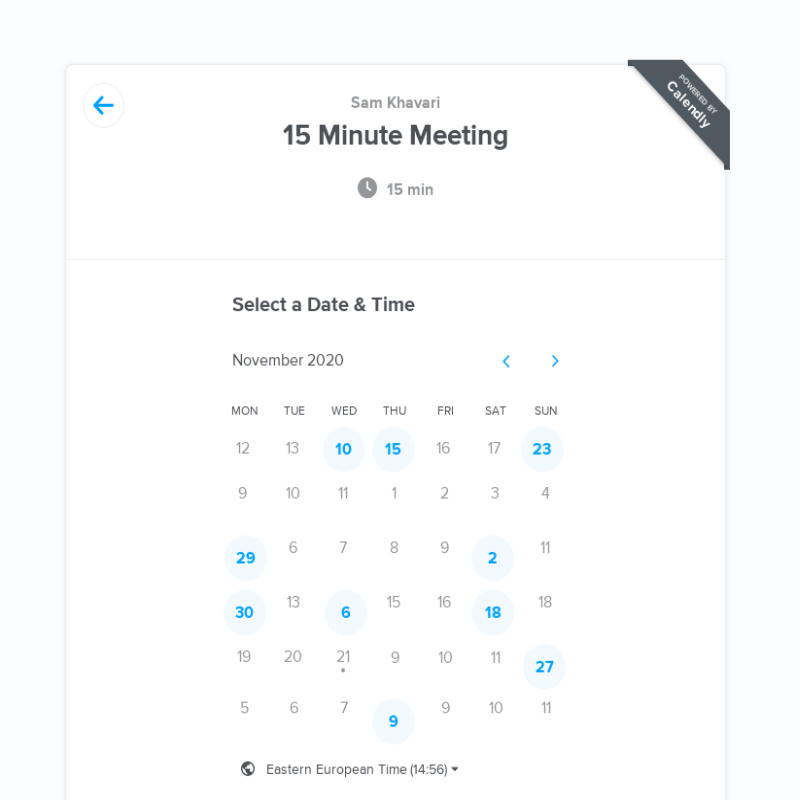 POWERED BY
Calendly
Sam Khavari
15 Minute Meeting
15 min
Select a Date & Time
November 2020
MON TUE WED THU FRI SAT SUN
12 13 10 15 16 17 23
9 10 11 1 2 3 4
29 6 7 8 9 2 11
30 13 6 15 16 18 18
19 20 21 9 10 11 27
5 6 7 9 9 10 11
Eastern European Time (14:56)